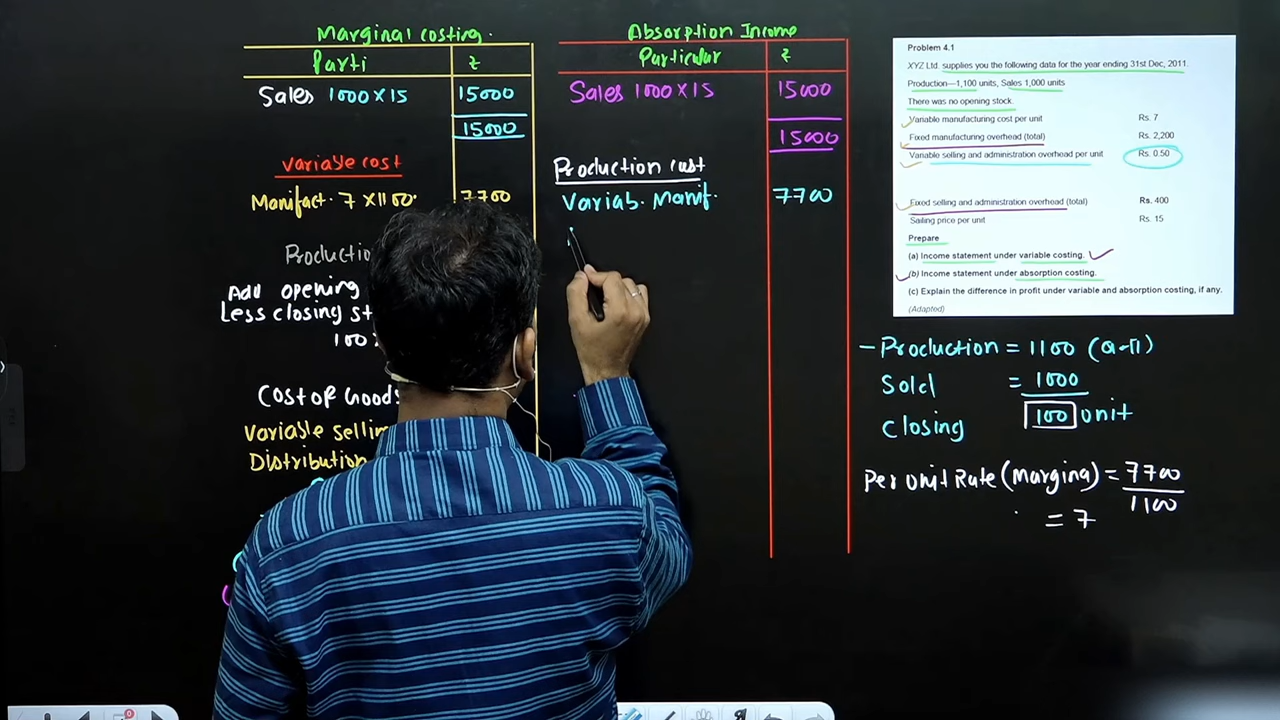 Marginal costing.
Parti ₹
Sales 1000 X 15 15000
15000
variable cost
Manifact. 7 X 1100. 7700
Productio
Add opening
Less closing st
100
Cost of Goods
Variable sellin
Distribution
Absorption Income
Particular ₹
Sales 1000 X 15 15000
15000
Production cost
Variab. Manif. 7700
Problem 4.1
XYZ Ltd. supplies you the following data for the year ending 31st Dec, 2011.
Production—1,100 units, Sales 1,000 units
There was no opening stock.
Variable manufacturing cost per unit Rs. 7
Fixed manufacturing overhead (total) Rs. 2,200
Variable selling and administration overhead per unit Rs. 0.50
Fixed selling and administration overhead (total) Rs. 400
Selling price per unit Rs. 15
Prepare
(a) Income statement under variable costing.
(b) Income statement under absorption costing.
(c) Explain the difference in profit under variable and absorption costing, if any.
(Adapted)
- Production = 1100
Sold = 1000
Closing 100 unit
Per Unit Rate (Margina) = 7700
1100
= 7